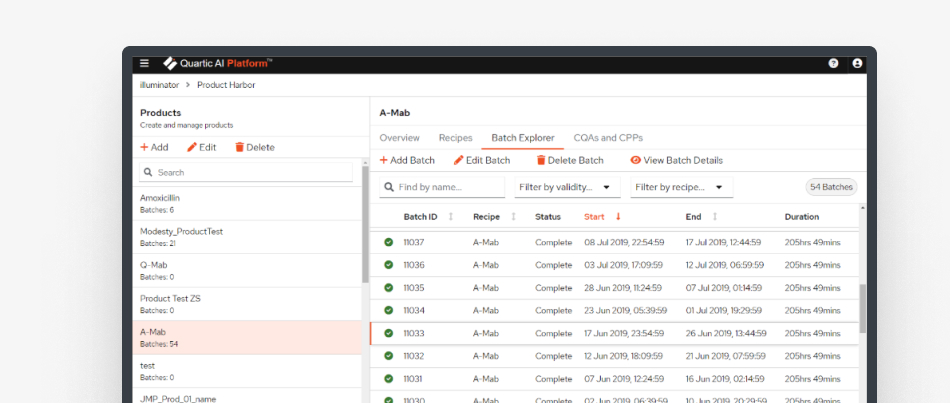 Quartic AI Platform™
illuminator > Product Harbor
Products
Create and manage products
+ Add Edit Delete
Search
Amoxicillin
Batches: 6
Modesty_ProductTest
Batches: 21
Q-Mab
Batches: 0
Product Test ZS
Batches: 0
A-Mab
Batches: 54
test
Batches: 0
JMP_Prod_01_name
A-Mab
Overview Recipes Batch Explorer CQAs and CPPs
+ Add Batch Edit Batch Delete Batch View Batch Details
Find by name... Filter by validity... Filter by recipe... 54 Batches
Batch ID Recipe Status Start End Duration
11037 A-Mab Complete 08 Jul 2019, 22:54:59 17 Jul 2019, 12:44:59 205hrs 49mins
11036 A-Mab Complete 03 Jul 2019, 17:09:59 12 Jul 2019, 06:59:59 205hrs 49mins
11035 A-Mab Complete 28 Jun 2019, 11:24:59 07 Jul 2019, 01:14:59 205hrs 49mins
11034 A-Mab Complete 23 Jun 2019, 05:39:59 01 Jul 2019, 19:29:59 205hrs 49mins
11033 A-Mab Complete 17 Jun 2019, 23:54:59 26 Jun 2019, 13:44:59 205hrs 49mins
11032 A-Mab Complete 12 Jun 2019, 18:09:59 21 Jun 2019, 07:59:59 205hrs 49mins
11031 A-Mab Complete 07 Jun 2019, 12:24:59 16 Jun 2019, 02:14:59 205hrs 49mins
11030 A-Mab Complete 02 Jun 2019, 06:39:59 10 Jun 2019, 20:29:59 205hrs 49mins